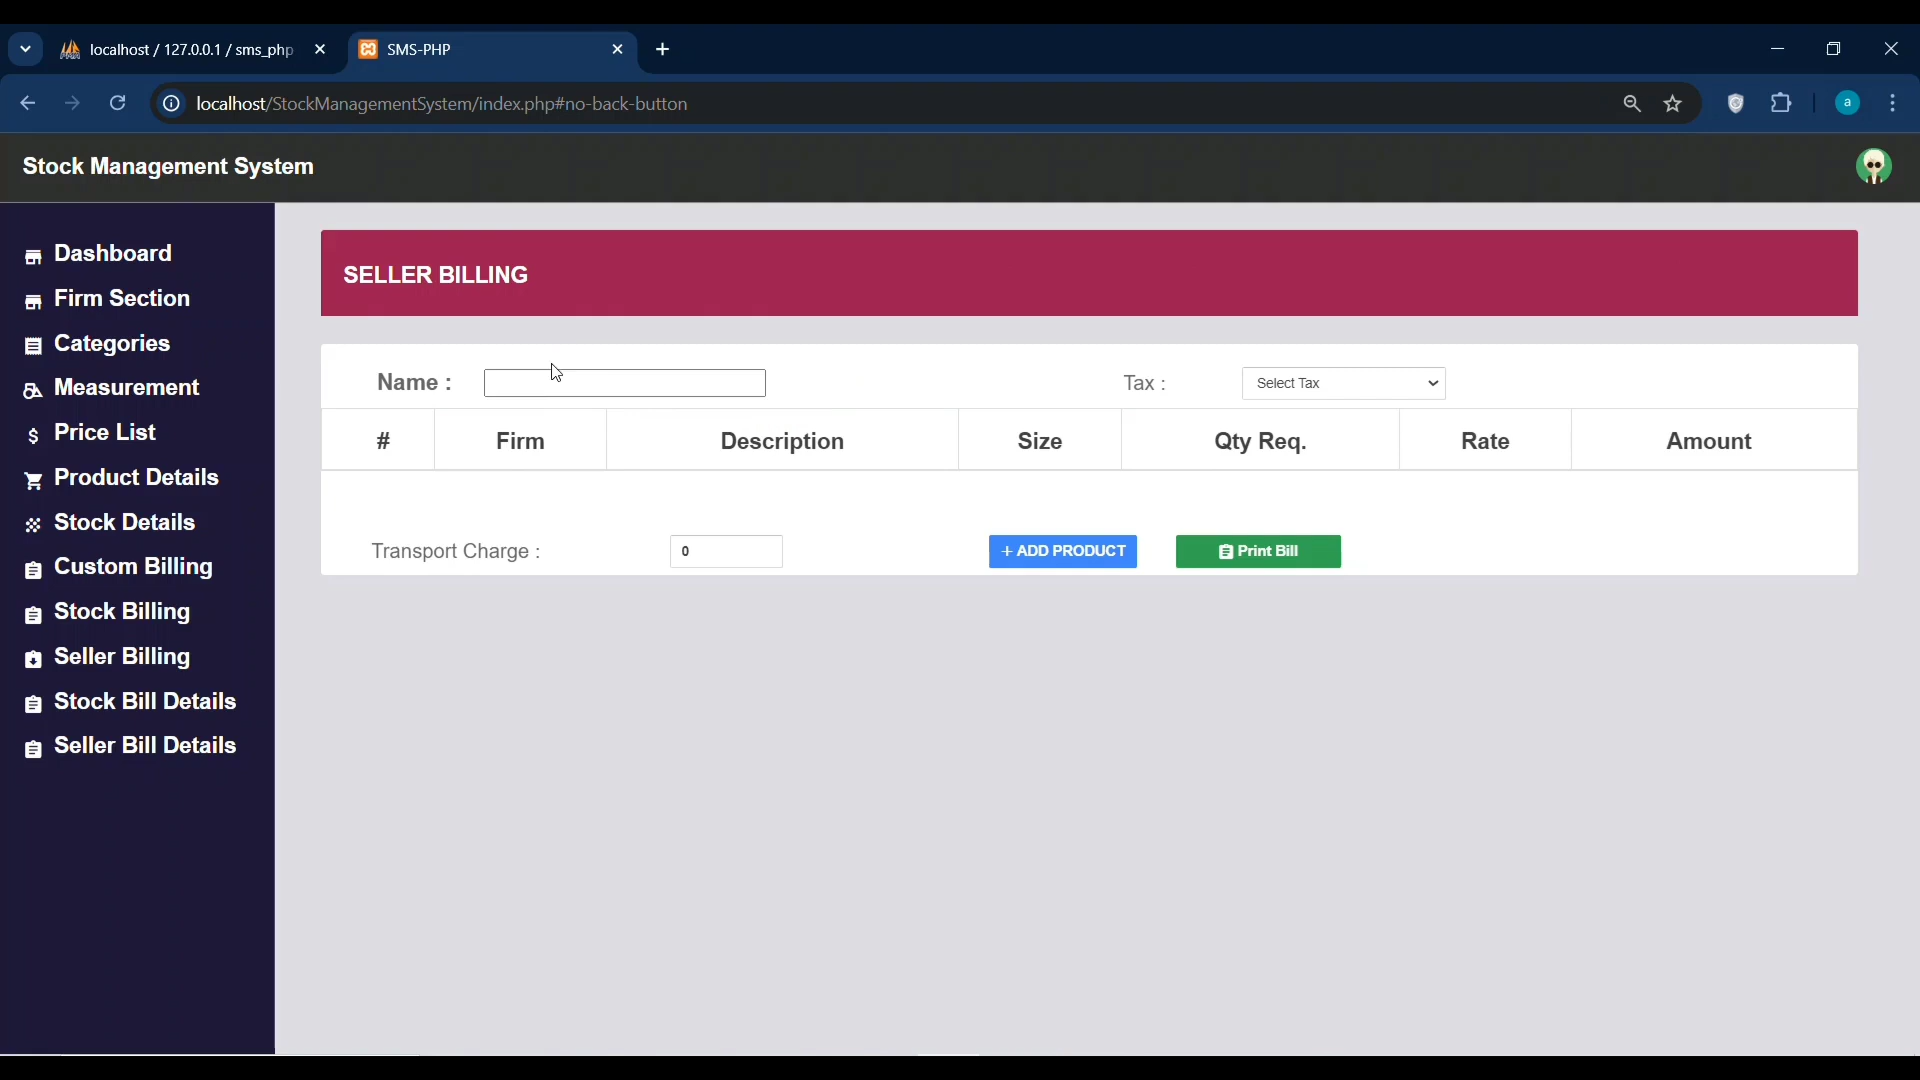 localhost / 127.0.0.1 / sms_php
SMS-PHP
localhost/StockManagementSystem/index.php#no-back-button
a
Stock Management System
Dashboard
Firm Section
Categories
Measurement
$ Price List
Product Details
Stock Details
Custom Billing
Stock Billing
Seller Billing
Stock Bill Details
Seller Bill Details
SELLER BILLING
Name :
Tax :
Select Tax
# Firm Description Size Qty Req. Rate Amount
Transport Charge :
0
+ ADD PRODUCT
Print Bill